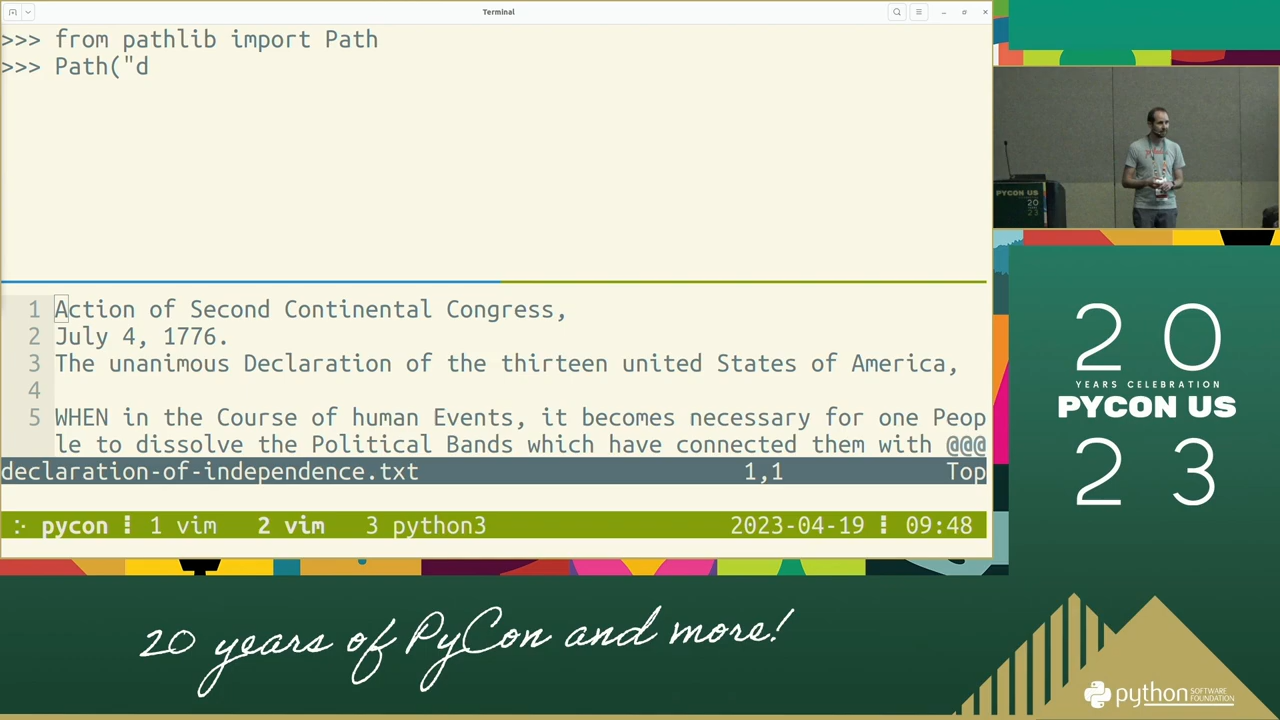 Terminal
>>> from pathlib import Path
>>> Path("d
1 Action of Second Continental Congress,
2 July 4, 1776.
3 The unanimous Declaration of the thirteen united States of America,
4
5 WHEN in the Course of human Events, it becomes necessary for one Peop
le to dissolve the Political Bands which have connected them with @@@
declaration-of-independence.txt 1,1 Top
:· pycon ⁞ 1 vim 2 vim 3 python3 2023-04-19 ⁞ 09:48
PYCON US
20
23
20
YEARS CELEBRATION
PYCON US
23
20 years of PyCon and more!
python SOFTWARE FOUNDATION